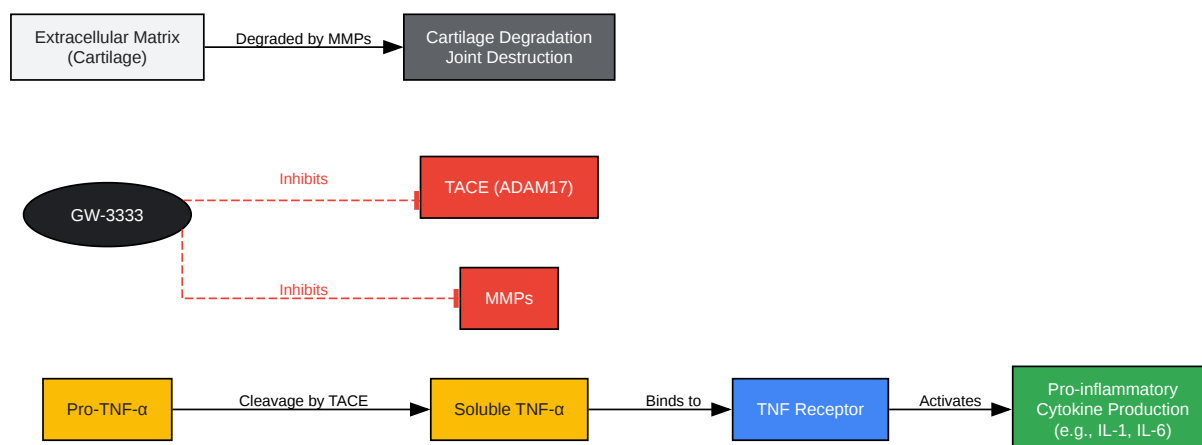 Extracellular Matrix
(Cartilage)
Degraded by MMPs
Cartilage Degradation
Joint Destruction
GW-3333
Inhibits
TACE (ADAM17)
Inhibits
MMPs
Pro-TNF-α
Cleavage by TACE
Soluble TNF-α
Binds to
TNF Receptor
Activates
Pro-inflammatory
Cytokine Production
(e.g., IL-1, IL-6)